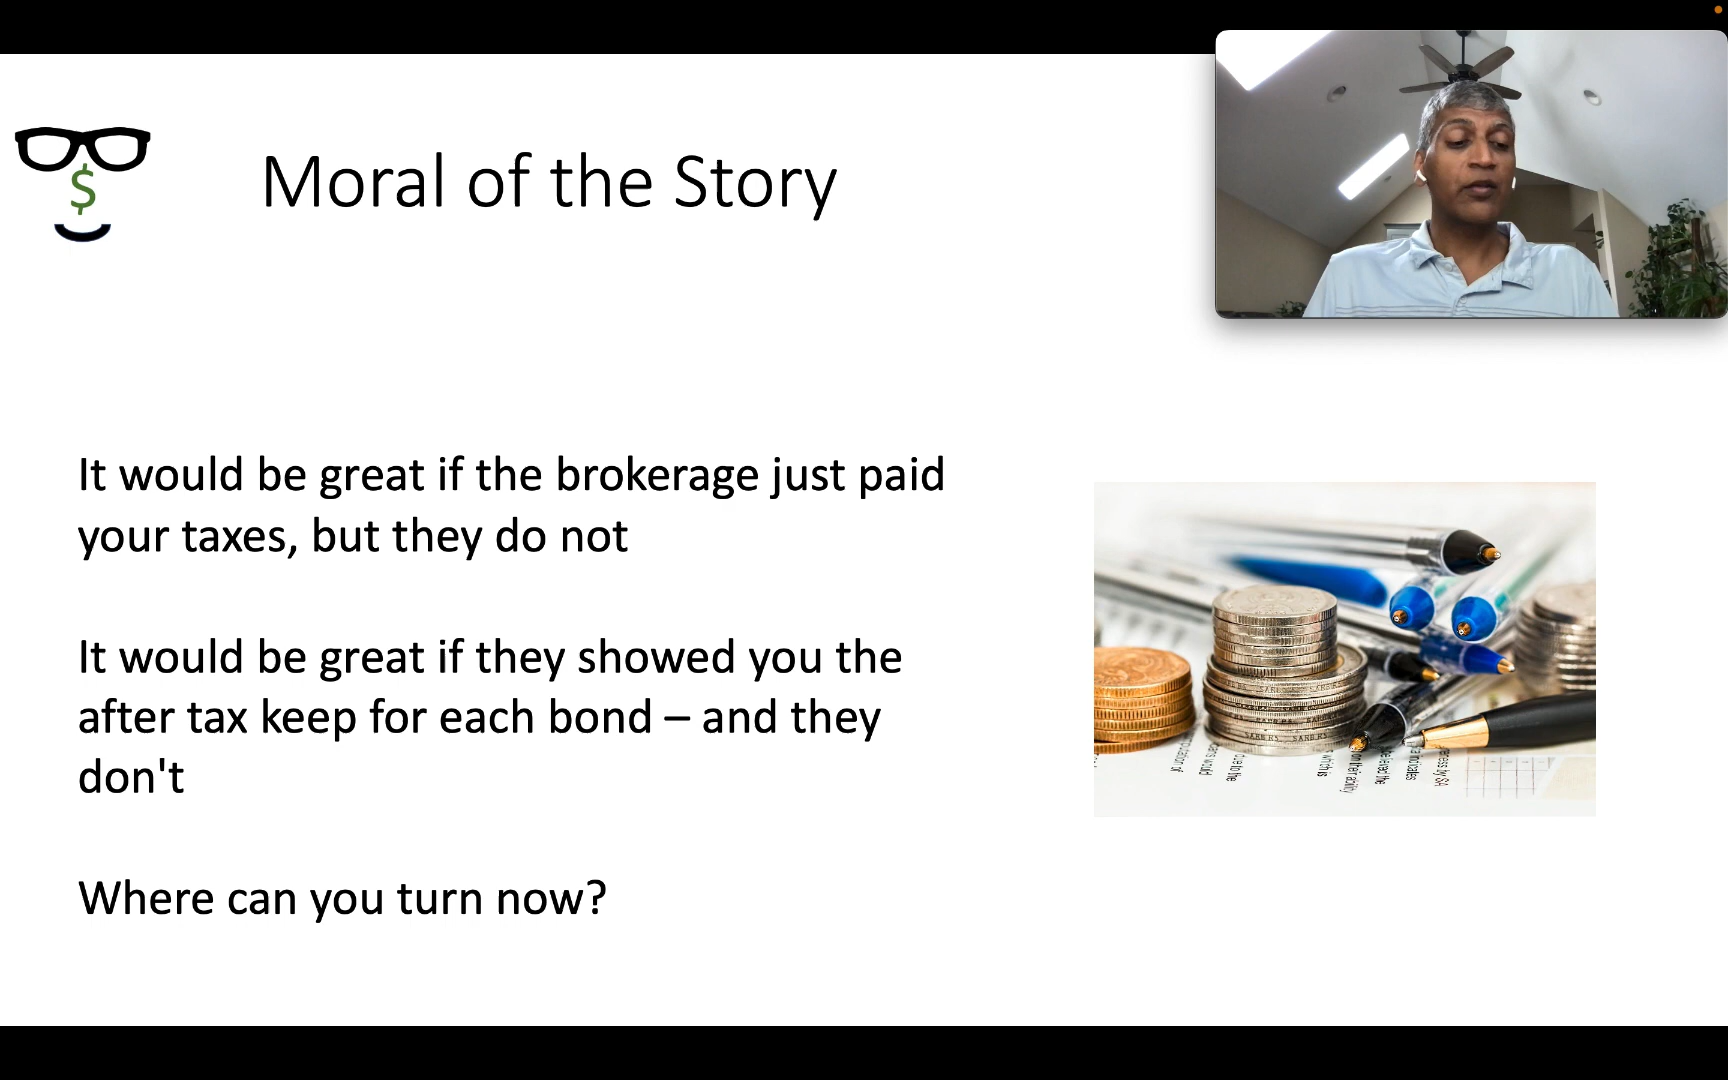 $
Moral of the Story
It would be great if the brokerage just paid
your taxes, but they do not
It would be great if they showed you the
after tax keep for each bond – and they
don't
Where can you turn now?